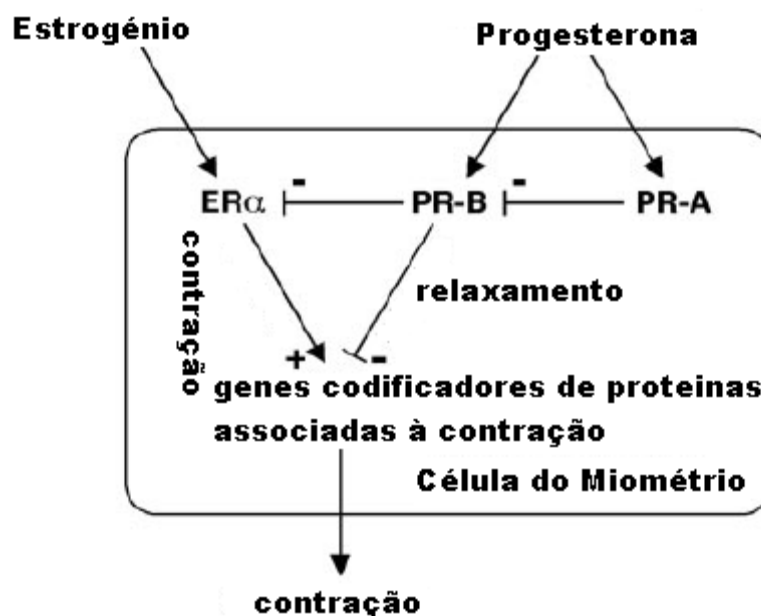 Estrogénio
Progesterona
ERα
-
PR-B
-
PR-A
contração
relaxamento
+
-
genes codificadores de proteinas
associadas à contração
Célula do Miométrio
contração